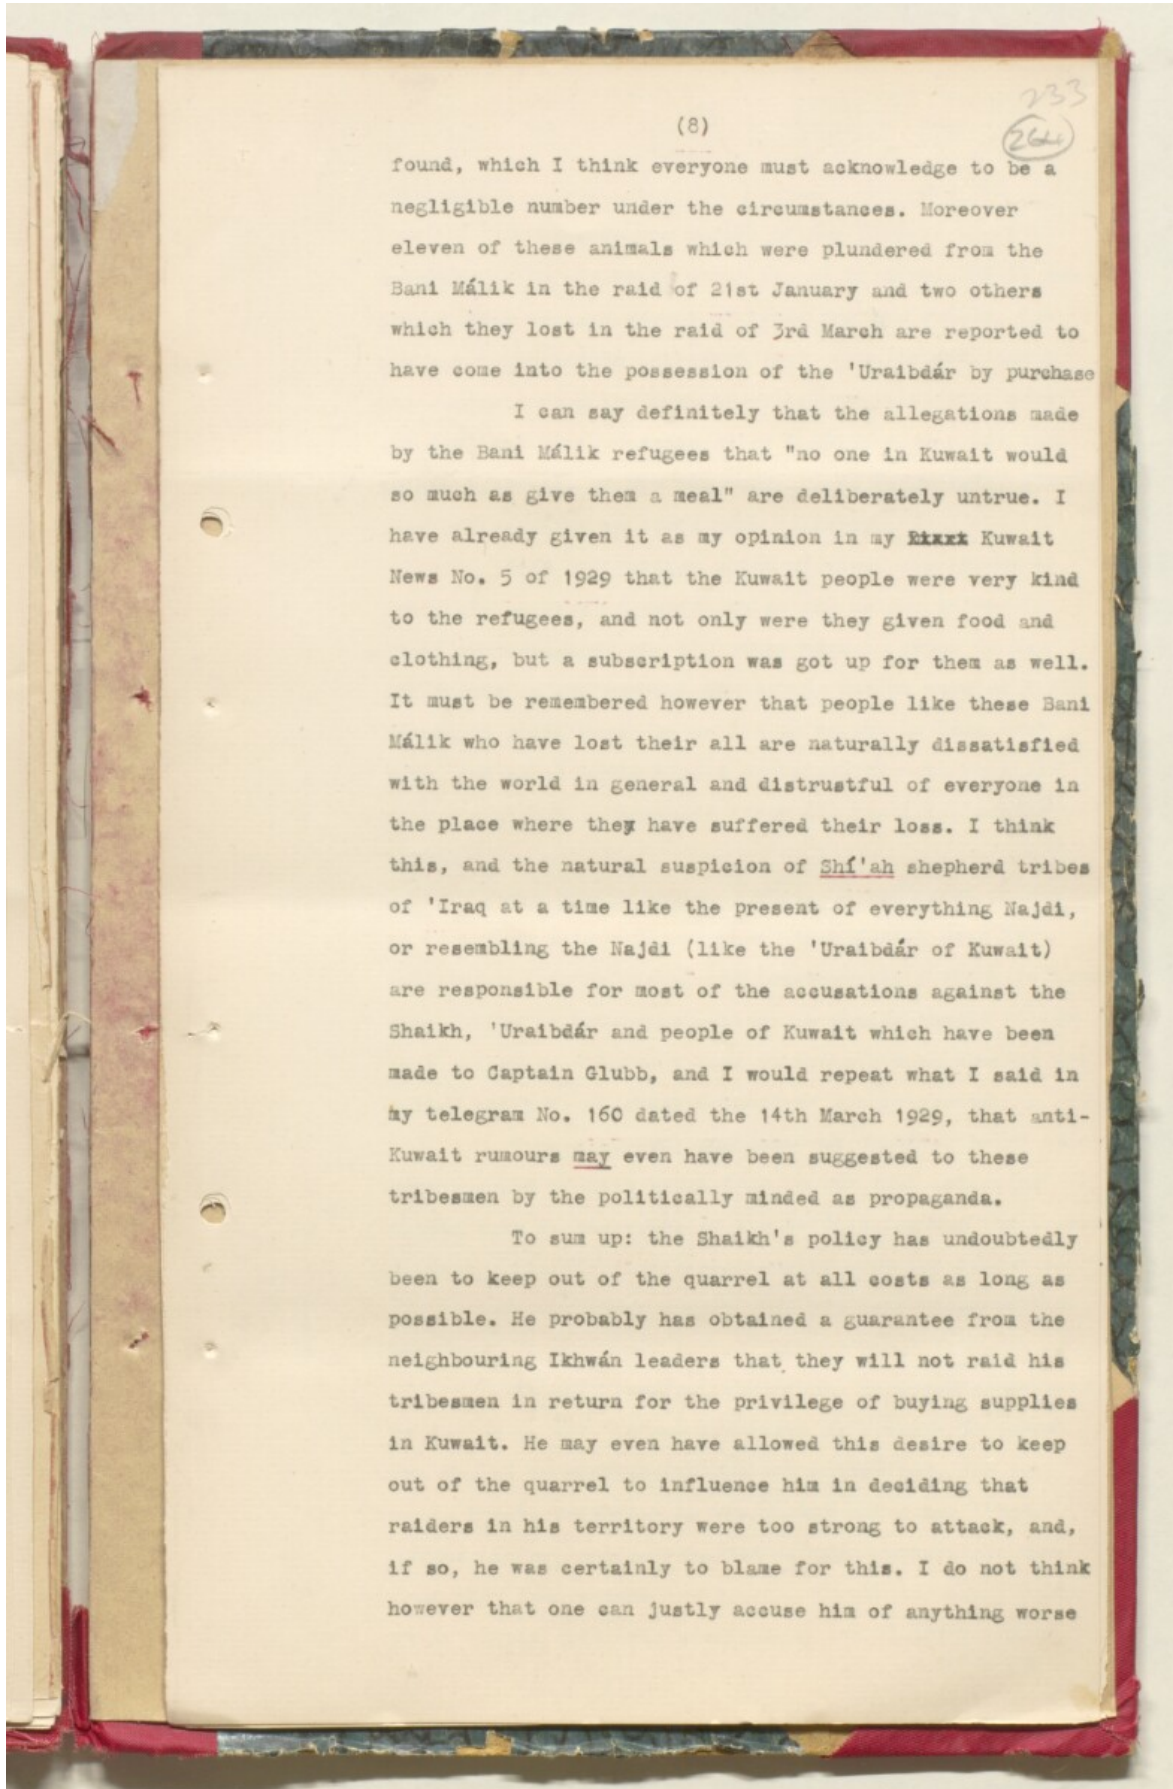 233
(8)
264
found, which I think everyone must acknowledge to be a
negligible number under the circumstances. Moreover
eleven of these animals which were plundered from the
Bani Málik in the raid of 21st January and two others
which they lost in the raid of 3rd March are reported to
have come into the possession of the 'Uraibdár by purchase
I can say definitely that the allegations made
by the Bani Málik refugees that "no one in Kuwait would
so much as give them a meal" are deliberately untrue. I
have already given it as my opinion in my Kuwait
News No. 5 of 1929 that the Kuwait people were very kind
to the refugees, and not only were they given food and
clothing, but a subscription was got up for them as well.
It must be remembered however that people like these Bani
Málik who have lost their all are naturally dissatisfied
with the world in general and distrustful of everyone in
the place where they have suffered their loss. I think
this, and the natural suspicion of Shí'ah shepherd tribes
of 'Iraq at a time like the present of everything Najdi,
or resembling the Najdi (like the 'Uraibdár of Kuwait)
are responsible for most of the accusations against the
Shaikh, 'Uraibdár and people of Kuwait which have been
made to Captain Glubb, and I would repeat what I said in
my telegram No. 160 dated the 14th March 1929, that anti-
Kuwait rumours may even have been suggested to these
tribesmen by the politically minded as propaganda.
To sum up: the Shaikh's policy has undoubtedly
been to keep out of the quarrel at all costs as long as
possible. He probably has obtained a guarantee from the
neighbouring Ikhwán leaders that they will not raid his
tribesmen in return for the privilege of buying supplies
in Kuwait. He may even have allowed this desire to keep
out of the quarrel to influence him in deciding that
raiders in his territory were too strong to attack, and,
if so, he was certainly to blame for this. I do not think
however that one can justly accuse him of anything worse